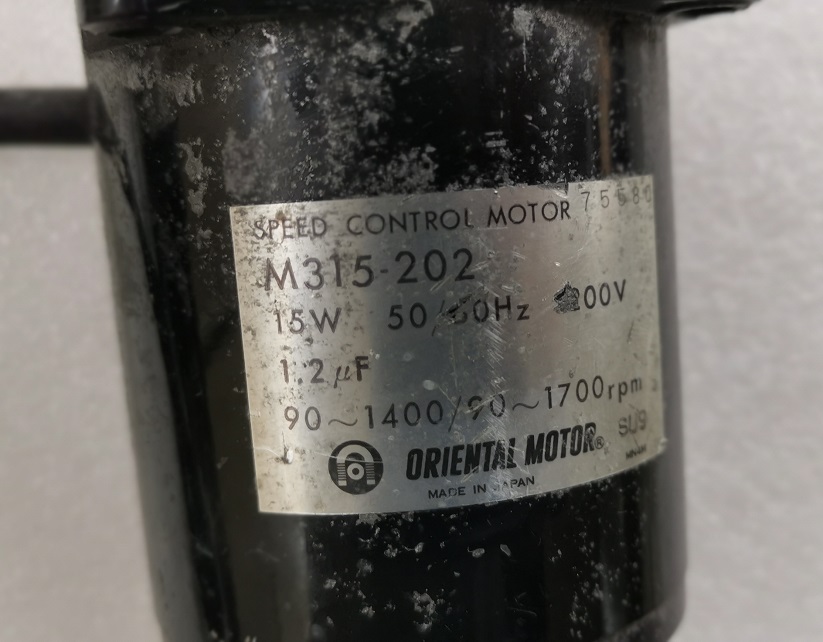 SPEED CONTROL MOTOR
M315-202
15W 50/60Hz
1.2μF
90~1400/90~1700rpm
ORIENTAL MOTOR® SU9
MADE IN JAPAN